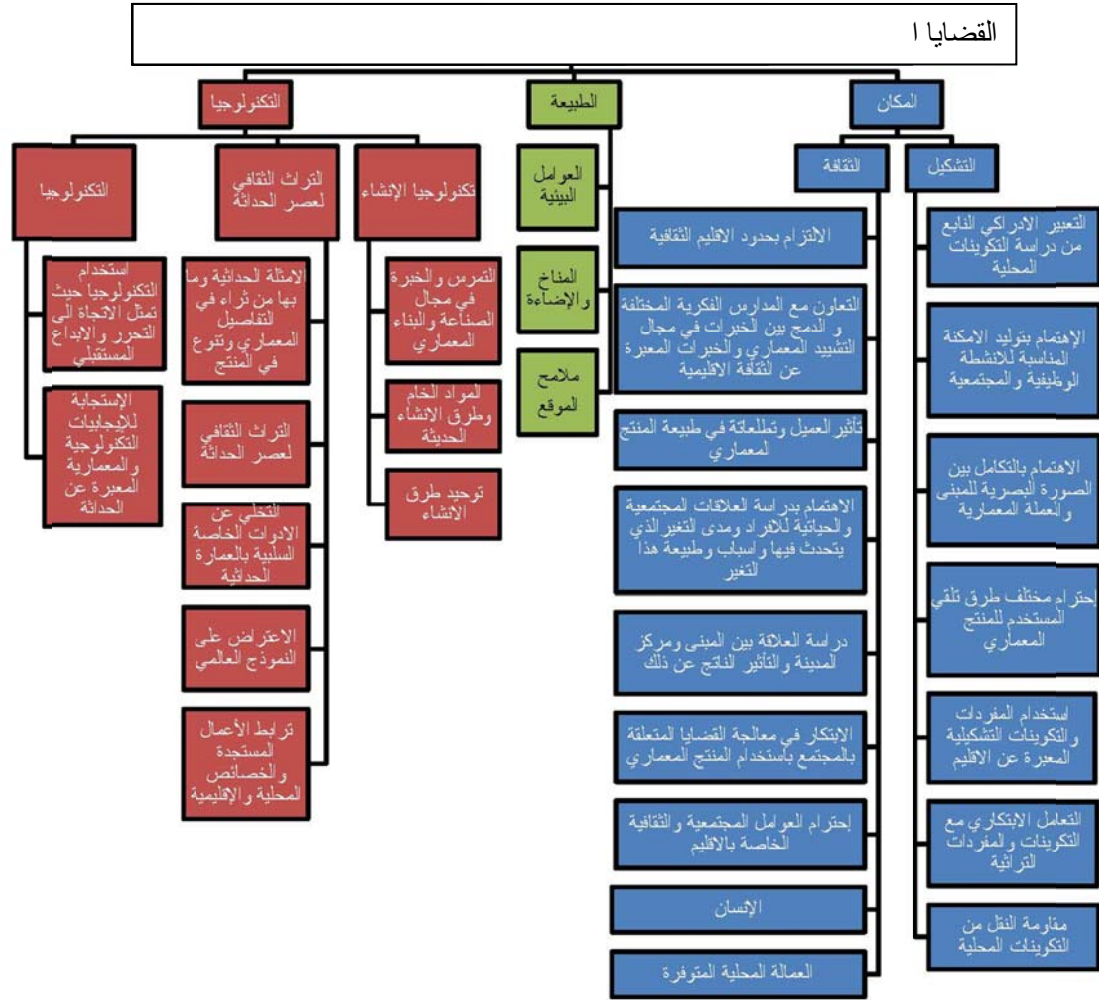 القضايا ا
المكان
التشكيل
التعبير الادراكي النابع
من دراسة التكوينات
المحلية
الإهتمام بتوليد الامكنة
المناسبة للانشطة
الوظيفية والمجتمعية
الاهتمام بالتكامل بين
الصورة البصرية للمبنى
والعملة المعمارية
إحترام مختلف طرق تلقي
المستخدم للمنتج
المعماري
استخدام المفردات
والتكوينات التشكيلية
المعبرة عن الاقليم
التعامل الابتكاري مع
التكوينات والمفردات
التراثية
مقاومة النقل من
التكوينات المحلية
الثقافة
الالتزام بحدود الاقليم الثقافية
التعاون مع المدارس الفكرية المختلفة
و الدمج بين الخبرات في مجال
التشييد المعماري والخبرات المعبرة
عن الثقافة الاقليمية
تأثير العميل وتطلعاتة في طبيعة المنتج
المعماري
الاهتمام بدراسة العلاقات المجتمعية
والحياتية للافراد ومدى التغير الذي
يتحدث فيها واسباب وطبيعة هذا
التغير
دراسة العلاقة بين المبنى ومركز
المدينة والتأثير الناتج عن ذلك
الابتكار في معالجة القضايا المتعلقة
بالمجتمع باستخدام المنتج المعماري
إحترام العوامل المجتمعية والثقافية
الخاصة بالاقليم
الإنسان
العمالة المحلية المتوفرة
الطبيعة
العوامل
البيئية
المناخ
والإضاءة
ملامح
الموقع
التكنولوجيا
تكنولوجيا الإنشاء
التمرس والخبرة
في مجال
الصناعة والبناء
المعماري
المواد الخام
وطرق الانشاء
الحديثة
توحيد طرق
الانشاء
التراث الثقافي
لعصر الحداثة
الامثلة الحداثية وما
بها من ثراء في
التفاصيل
المعماري وتنوع
في المنتج
التراث الثقافي
لعصر الحداثة
التخلي عن
الادوات الخاصة
السلبية بالعمارة
الحداثية
الاعتراض على
النموذج العالمي
ترابط الأعمال
المستجدة
والخصائص
المحلية والإقليمية
التكنولوجيا
استخدام
التكنولوجيا حيث
تمثل الاتجاة الى
التحرر والابداع
المستقبلي
الإستجابة
للإيجابيات
التكنولوجية
والمعمارية
المعبرة عن
الحداثة